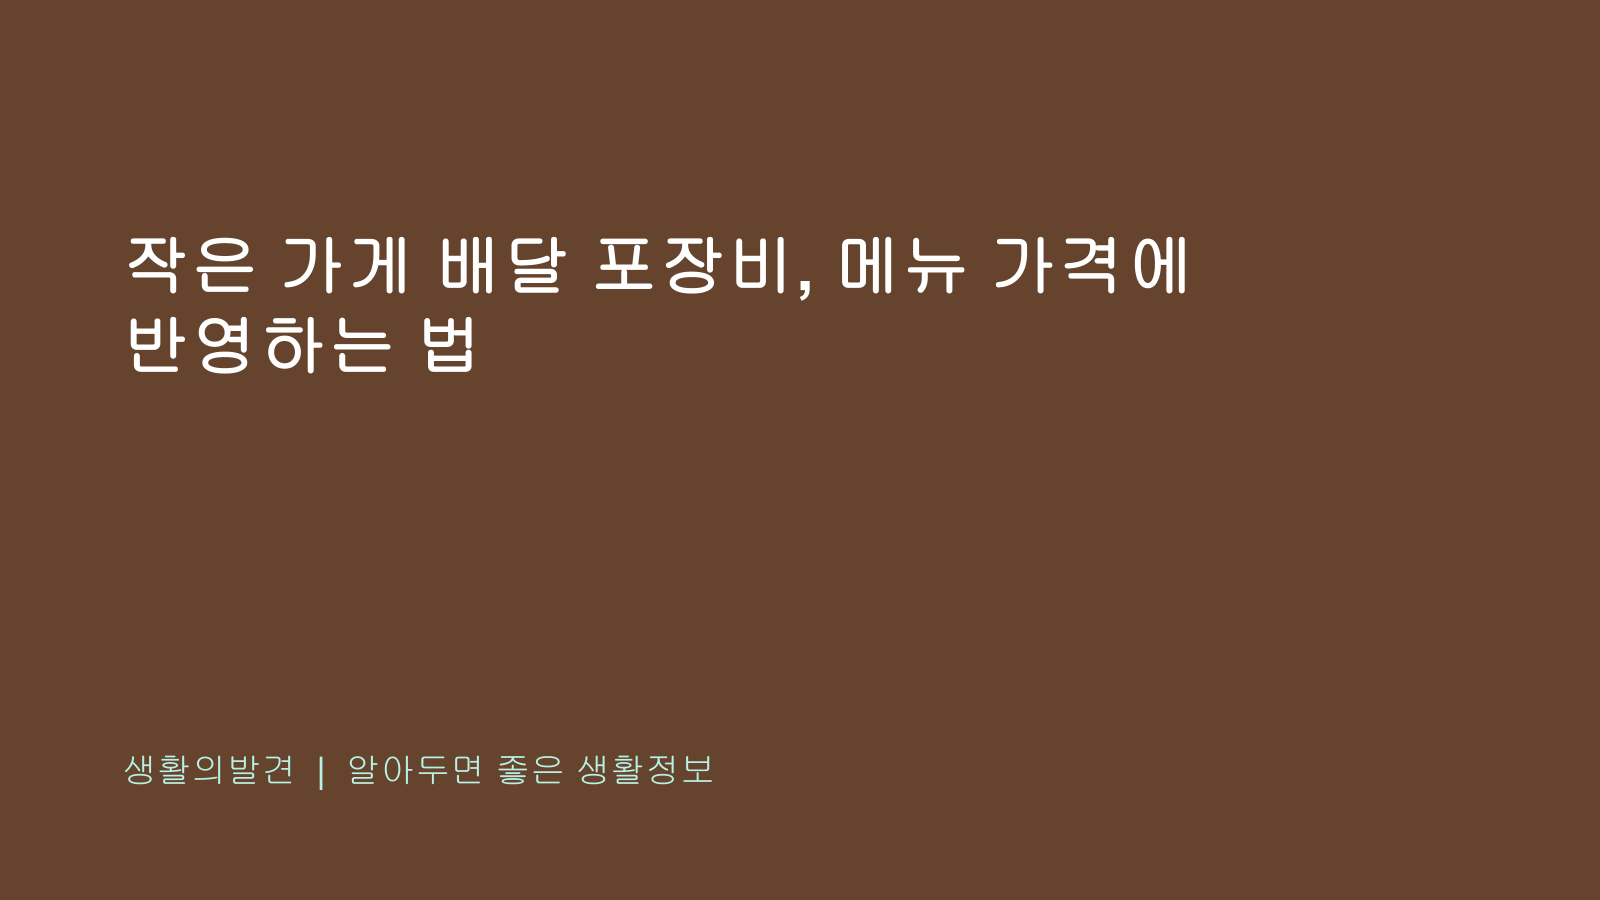 작은 가게 배달 포장비, 메뉴 가격에
반영하는 법
생활의발견 | 알아두면 좋은 생활정보